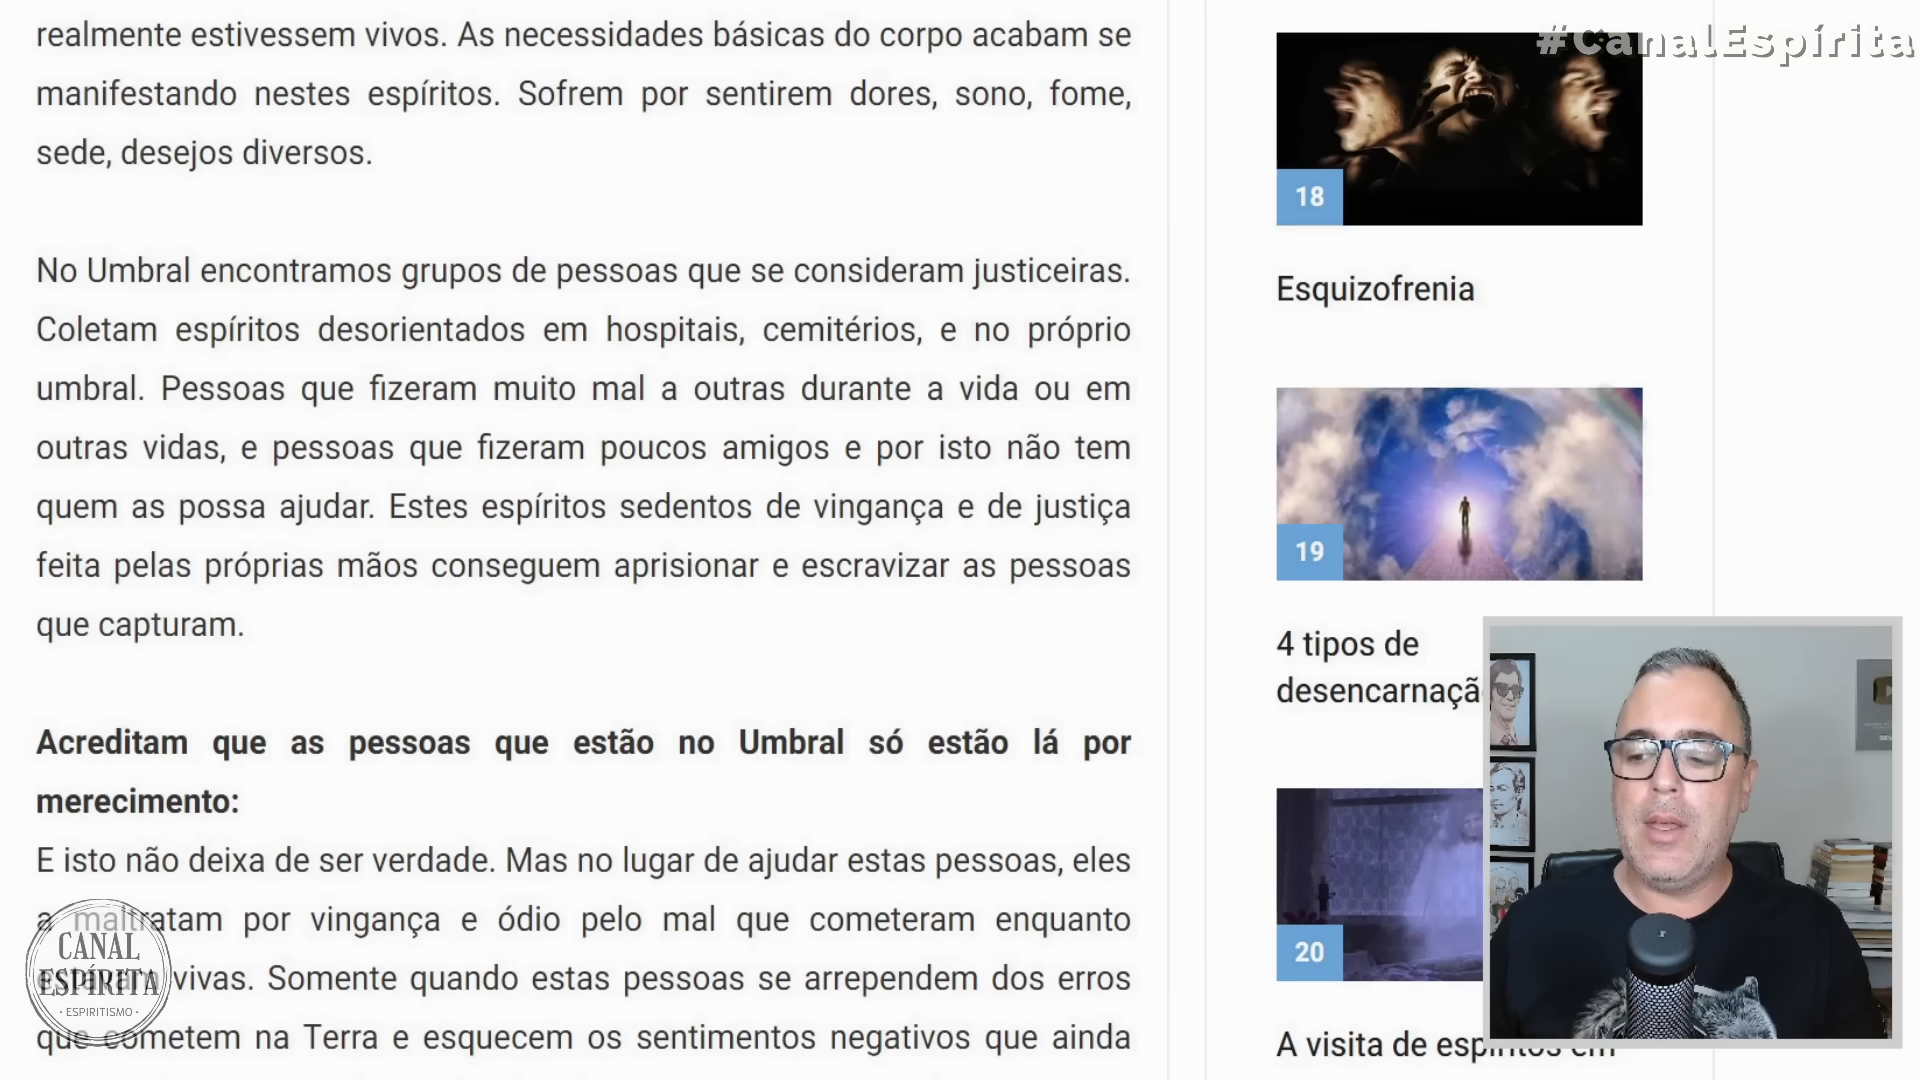 realmente estivessem vivos. As necessidades básicas do corpo acabam se
manifestando nestes espíritos. Sofrem por sentirem dores, sono, fome,
sede, desejos diversos.
No Umbral encontramos grupos de pessoas que se consideram justiceiras.
Coletam espíritos desorientados em hospitais, cemitérios, e no próprio
umbral. Pessoas que fizeram muito mal a outras durante a vida ou em
outras vidas, e pessoas que fizeram poucos amigos e por isto não tem
quem as possa ajudar. Estes espíritos sedentos de vingança e de justiça
feita pelas próprias mãos conseguem aprisionar e escravizar as pessoas
que capturam.
Acreditam que as pessoas que estão no Umbral só estão lá por
merecimento:
E isto não deixa de ser verdade. Mas no lugar de ajudar estas pessoas, eles
a maltratam por vingança e ódio pelo mal que cometeram enquanto
vivas. Somente quando estas pessoas se arrependem dos erros
que cometem na Terra e esquecem os sentimentos negativos que ainda
CANAL
ESPÍRITA
· ESPIRITISMO ·
#CanalEspírita
18
Esquizofrenia
19
4 tipos de
desencarnaçã
20
A visita de espíritos em